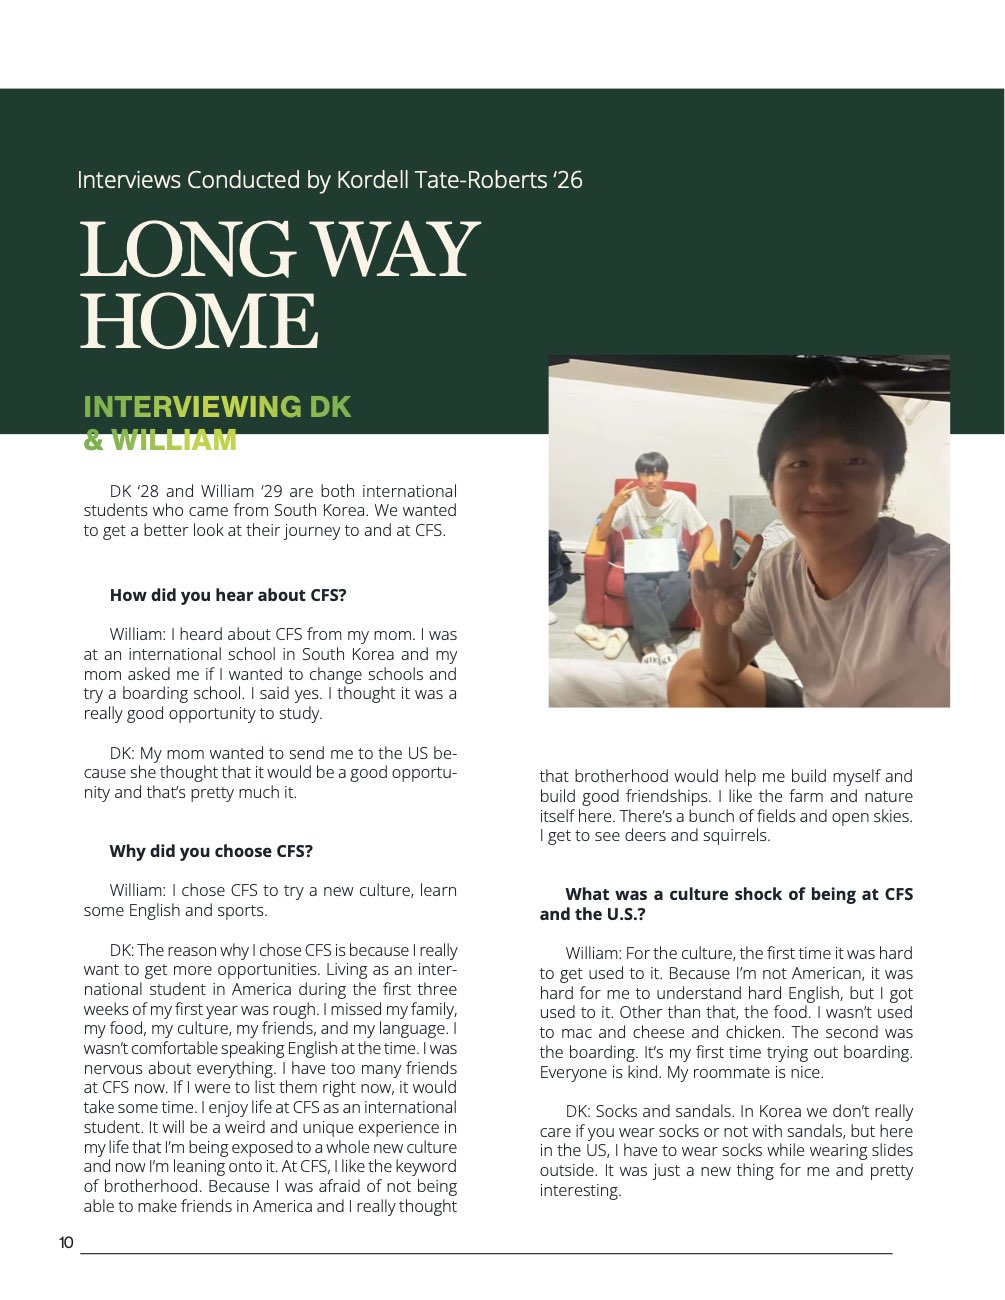 Interviews Conducted by Kordell Tate-Roberts ‘26
LONG WAY
HOME
INTERVIEWING DK
& WILLIAM
DK ‘28 and William ‘29 are both international
students who came from South Korea. We wanted
to get a better look at their journey to and at CFS.
How did you hear about CFS?
William: I heard about CFS from my mom. I was
at an international school in South Korea and my
mom asked me if I wanted to change schools and
try a boarding school. I said yes. I thought it was a
really good opportunity to study.
DK: My mom wanted to send me to the US be-
cause she thought that it would be a good opportu-
nity and that’s pretty much it.
Why did you choose CFS?
William: I chose CFS to try a new culture, learn
some English and sports.
DK: The reason why I chose CFS is because I really
want to get more opportunities. Living as an inter-
national student in America during the first three
weeks of my first year was rough. I missed my family,
my food, my culture, my friends, and my language. I
wasn’t comfortable speaking English at the time. I was
nervous about everything. I have too many friends
at CFS now. If I were to list them right now, it would
take some time. I enjoy life at CFS as an international
student. It will be a weird and unique experience in
my life that I’m being exposed to a whole new culture
and now I’m leaning onto it. At CFS, I like the keyword
of brotherhood. Because I was afraid of not being
able to make friends in America and I really thought
that brotherhood would help me build myself and
build good friendships. I like the farm and nature
itself here. There’s a bunch of fields and open skies.
I get to see deers and squirrels.
What was a culture shock of being at CFS
and the U.S.?
William: For the culture, the first time it was hard
to get used to it. Because I’m not American, it was
hard for me to understand hard English, but I got
used to it. Other than that, the food. I wasn’t used
to mac and cheese and chicken. The second was
the boarding. It’s my first time trying out boarding.
Everyone is kind. My roommate is nice.
DK: Socks and sandals. In Korea we don’t really
care if you wear socks or not with sandals, but here
in the US, I have to wear socks while wearing slides
outside. It was just a new thing for me and pretty
interesting.
10